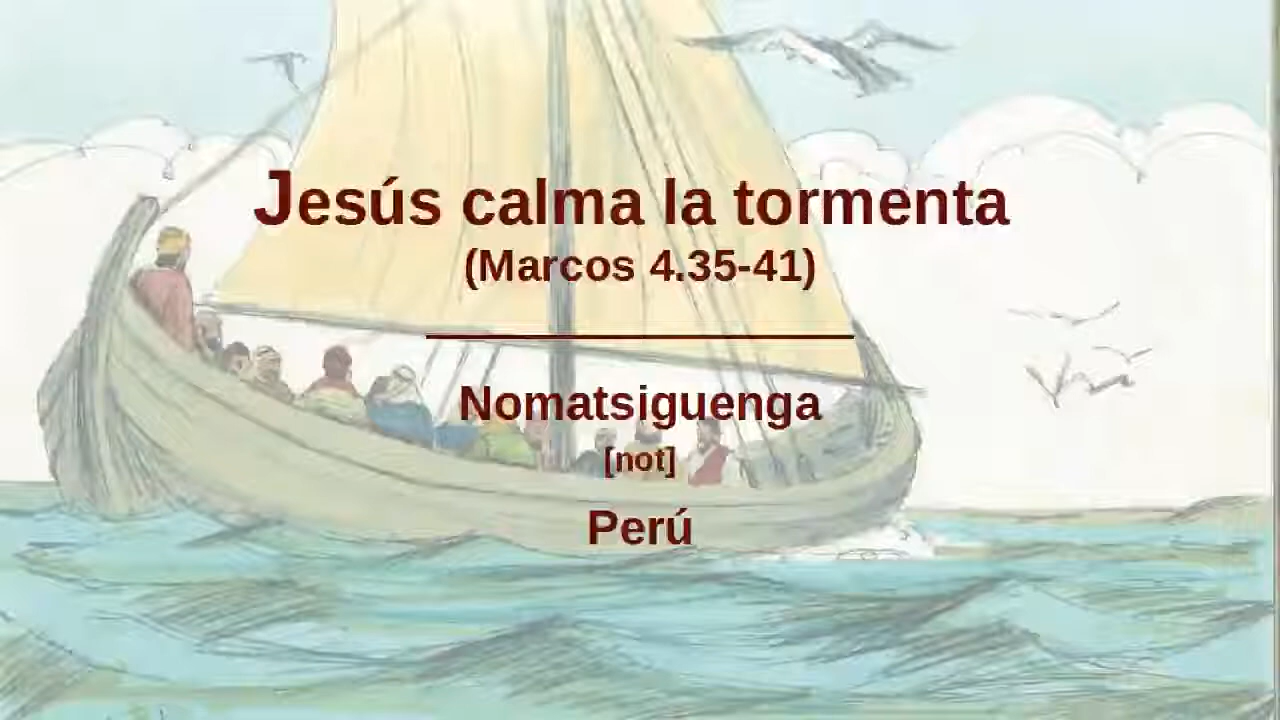 Jesús calma la tormenta
(Marcos 4.35-41)
Nomatsiguenga
[not]
Perú